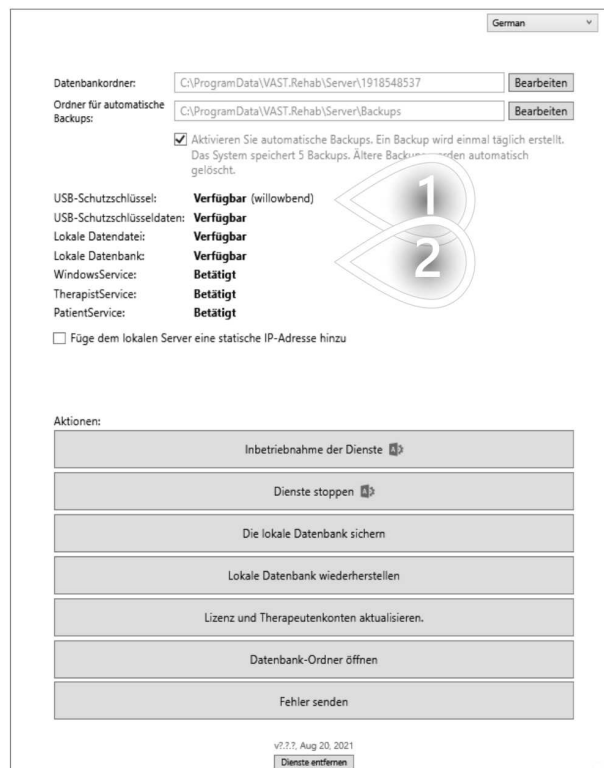 German
Datenbankordner: C:\ProgramData\VAST.Rehab\Server\1918548537 Bearbeiten
Ordner für automatische
Backups: C:\ProgramData\VAST.Rehab\Server\Backups Bearbeiten
Aktivieren Sie automatische Backups. Ein Backup wird einmal täglich erstellt.
Das System speichert 5 Backups. Ältere Backups werden automatisch
gelöscht.
USB-Schutzschlüssel: Verfügbar (willowbend)
1
USB-Schutzschlüsseldaten: Verfügbar
Lokale Datendatei: Verfügbar
Lokale Datenbank: Verfügbar
2
WindowsService: Betätigt
TherapistService: Betätigt
PatientService: Betätigt
Füge dem lokalen Server eine statische IP-Adresse hinzu
Aktionen:
Inbetriebnahme der Dienste
Dienste stoppen
Die lokale Datenbank sichern
Lokale Datenbank wiederherstellen
Lizenz und Therapeutenkonten aktualisieren.
Datenbank-Ordner öffnen
Fehler senden
v?.?.?, Aug 20, 2021
Dienste entfernen